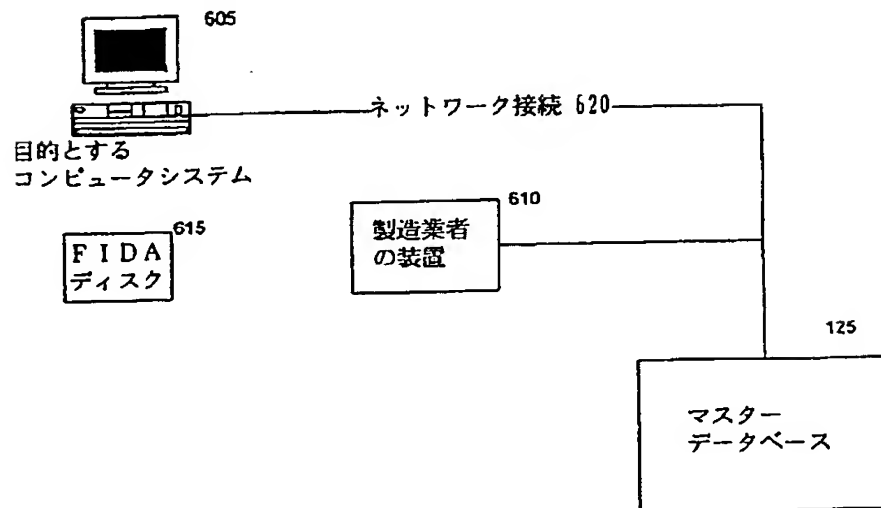 605
ネットワーク接続 620
目的とする
コンピュータシステム
615
ＦＩＤＡ
ディスク
610
製造業者
の装置
125
マスター
データベース